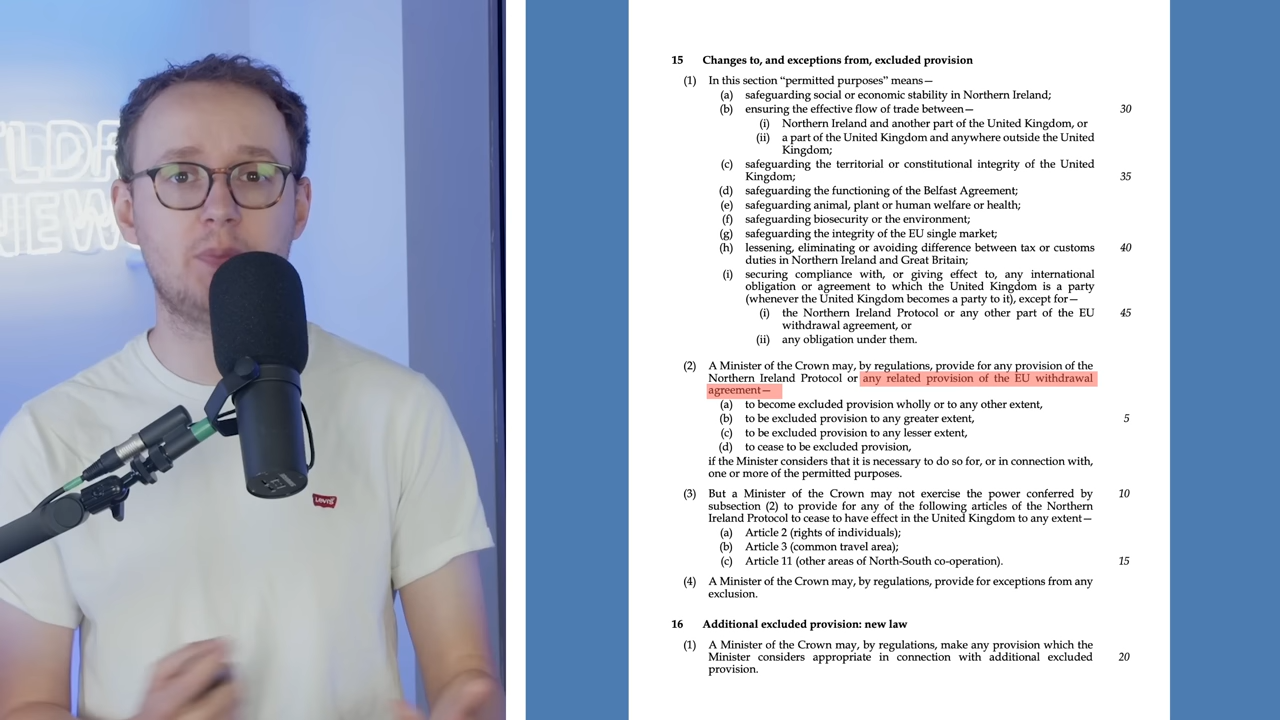 TLDR
NEWS
Levi's
15 Changes to, and exceptions from, excluded provision
(1) In this section “permitted purposes” means—
(a) safeguarding social or economic stability in Northern Ireland;
(b) ensuring the effective flow of trade between— 30
(i) Northern Ireland and another part of the United Kingdom, or
(ii) a part of the United Kingdom and anywhere outside the United
Kingdom;
(c) safeguarding the territorial or constitutional integrity of the United
Kingdom; 35
(d) safeguarding the functioning of the Belfast Agreement;
(e) safeguarding animal, plant or human welfare or health;
(f) safeguarding biosecurity or the environment;
(g) safeguarding the integrity of the EU single market;
(h) lessening, eliminating or avoiding difference between tax or customs 40
duties in Northern Ireland and Great Britain;
(i) securing compliance with, or giving effect to, any international
obligation or agreement to which the United Kingdom is a party
(whenever the United Kingdom becomes a party to it), except for—
(i) the Northern Ireland Protocol or any other part of the EU 45
withdrawal agreement, or
(ii) any obligation under them.
(2) A Minister of the Crown may, by regulations, provide for any provision of the
Northern Ireland Protocol or any related provision of the EU withdrawal
agreement—
(a) to become excluded provision wholly or to any other extent,
(b) to be excluded provision to any greater extent, 5
(c) to be excluded provision to any lesser extent,
(d) to cease to be excluded provision,
if the Minister considers that it is necessary to do so for, or in connection with,
one or more of the permitted purposes.
(3) But a Minister of the Crown may not exercise the power conferred by 10
subsection (2) to provide for any of the following articles of the Northern
Ireland Protocol to cease to have effect in the United Kingdom to any extent—
(a) Article 2 (rights of individuals);
(b) Article 3 (common travel area);
(c) Article 11 (other areas of North-South co-operation). 15
(4) A Minister of the Crown may, by regulations, provide for exceptions from any
exclusion.
16 Additional excluded provision: new law
(1) A Minister of the Crown may, by regulations, make any provision which the
Minister considers appropriate in connection with additional excluded 20
provision.